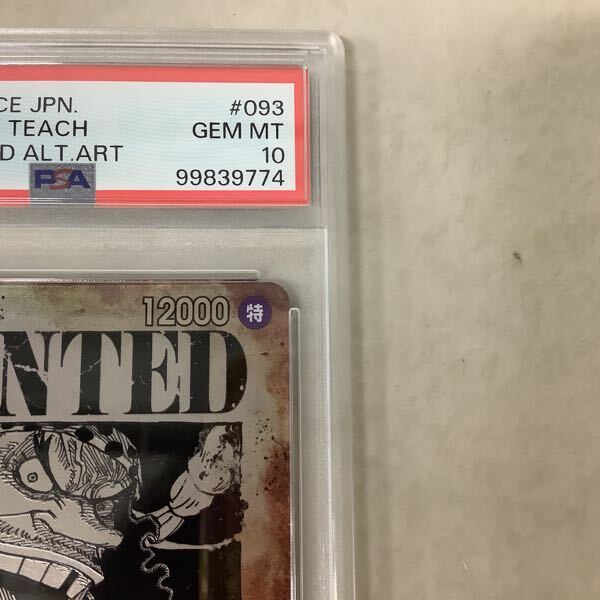 CE JPN. #093
TEACH GEM MT
D ALT.ART 10
PSA 99839774
12000 特
NTED